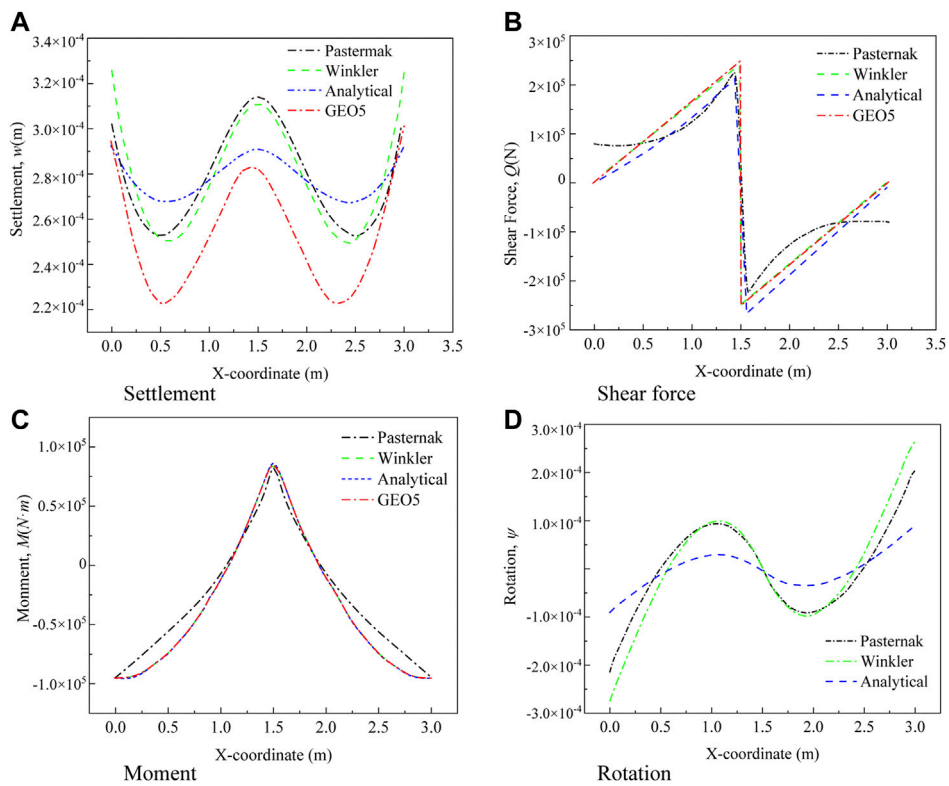 A
3.4×10⁻⁴
3.2×10⁻⁴
3.0×10⁻⁴
2.8×10⁻⁴
2.6×10⁻⁴
2.4×10⁻⁴
2.2×10⁻⁴
Settlement, w(m)
Pasternak
Winkler
Analytical
GEO5
0.0 0.5 1.0 1.5 2.0 2.5 3.0 3.5
X-coordinate (m)
Settlement
B
3×10⁵
2×10⁵
1×10⁵
0
-1×10⁵
-2×10⁵
-3×10⁵
Shear Force, Q(N)
Pasternak
Winkler
Analytical
GEO5
0.0 0.5 1.0 1.5 2.0 2.5 3.0 3.5
X-coordinate (m)
Shear force
C
1.0×10⁵
0.5×10⁵
0
-0.5×10⁵
-1.0×10⁵
Monment, M(N·m)
Pasternak
Winkler
Analytical
GEO5
0.0 0.5 1.0 1.5 2.0 2.5 3.0
X-coordinate (m)
Moment
D
3.0×10⁻⁴
2.0×10⁻⁴
1.0×10⁻⁴
-1.0×10⁻⁴
-2.0×10⁻⁴
-3.0×10⁻⁴
Rotation, ψ
Pasternak
Winkler
Analytical
0.0 0.5 1.0 1.5 2.0 2.5 3.0
X-coordinate (m)
Rotation